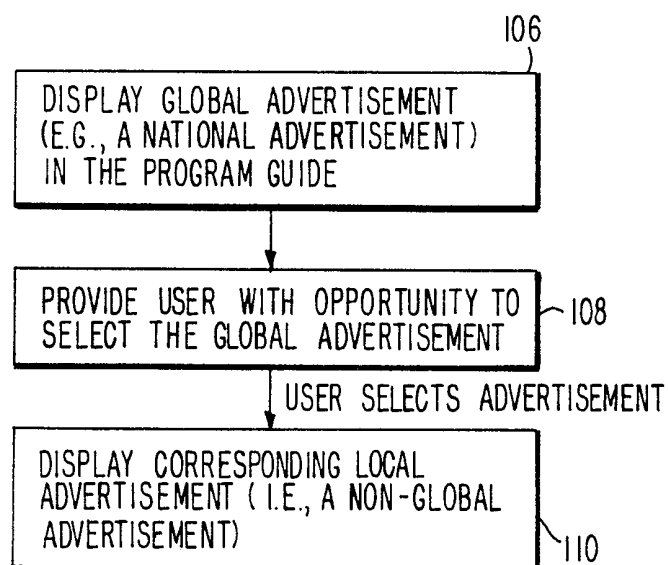 106
DISPLAY GLOBAL ADVERTISEMENT
(E.G., A NATIONAL ADVERTISEMENT)
IN THE PROGRAM GUIDE
PROVIDE USER WITH OPPORTUNITY TO
SELECT THE GLOBAL ADVERTISEMENT
108
USER SELECTS ADVERTISEMENT
DISPLAY CORRESPONDING LOCAL
ADVERTISEMENT (I.E., A NON-GLOBAL
ADVERTISEMENT)
110